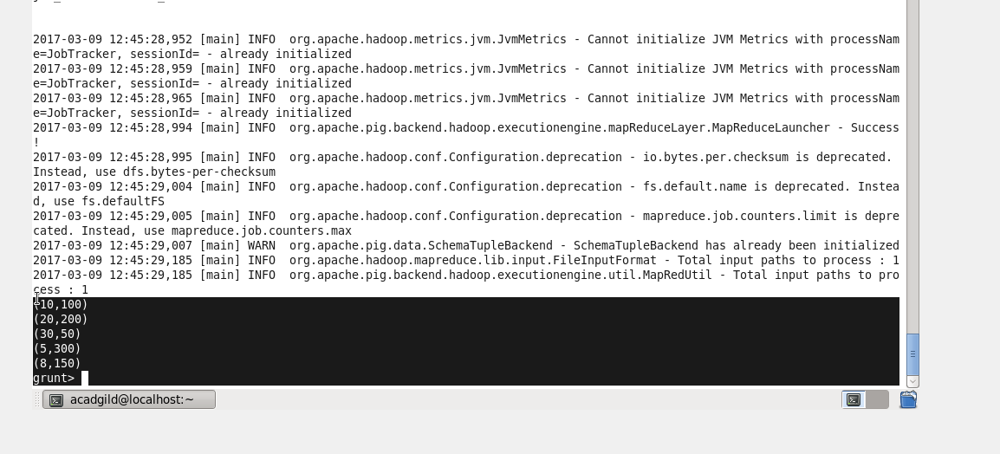 2017-03-09 12:45:28,952 [main] INFO  org.apache.hadoop.metrics.jvm.JvmMetrics - Cannot initialize JVM Metrics with processNam
e=JobTracker, sessionId= - already initialized
2017-03-09 12:45:28,959 [main] INFO  org.apache.hadoop.metrics.jvm.JvmMetrics - Cannot initialize JVM Metrics with processNam
e=JobTracker, sessionId= - already initialized
2017-03-09 12:45:28,965 [main] INFO  org.apache.hadoop.metrics.jvm.JvmMetrics - Cannot initialize JVM Metrics with processNam
e=JobTracker, sessionId= - already initialized
2017-03-09 12:45:28,994 [main] INFO  org.apache.pig.backend.hadoop.executionengine.mapReduceLayer.MapReduceLauncher - Success
!
2017-03-09 12:45:28,995 [main] INFO  org.apache.hadoop.conf.Configuration.deprecation - io.bytes.per.checksum is deprecated.
Instead, use dfs.bytes-per-checksum
2017-03-09 12:45:29,004 [main] INFO  org.apache.hadoop.conf.Configuration.deprecation - fs.default.name is deprecated. Instea
d, use fs.defaultFS
2017-03-09 12:45:29,005 [main] INFO  org.apache.hadoop.conf.Configuration.deprecation - mapreduce.job.counters.limit is depre
cated. Instead, use mapreduce.job.counters.max
2017-03-09 12:45:29,007 [main] WARN  org.apache.pig.data.SchemaTupleBackend - SchemaTupleBackend has already been initialized
2017-03-09 12:45:29,185 [main] INFO  org.apache.hadoop.mapreduce.lib.input.FileInputFormat - Total input paths to process : 1
2017-03-09 12:45:29,185 [main] INFO  org.apache.pig.backend.hadoop.executionengine.util.MapRedUtil - Total input paths to pro
cess : 1
(10,100)
(20,200)
(30,50)
(5,300)
(8,150)
grunt>
acadgild@localhost:~